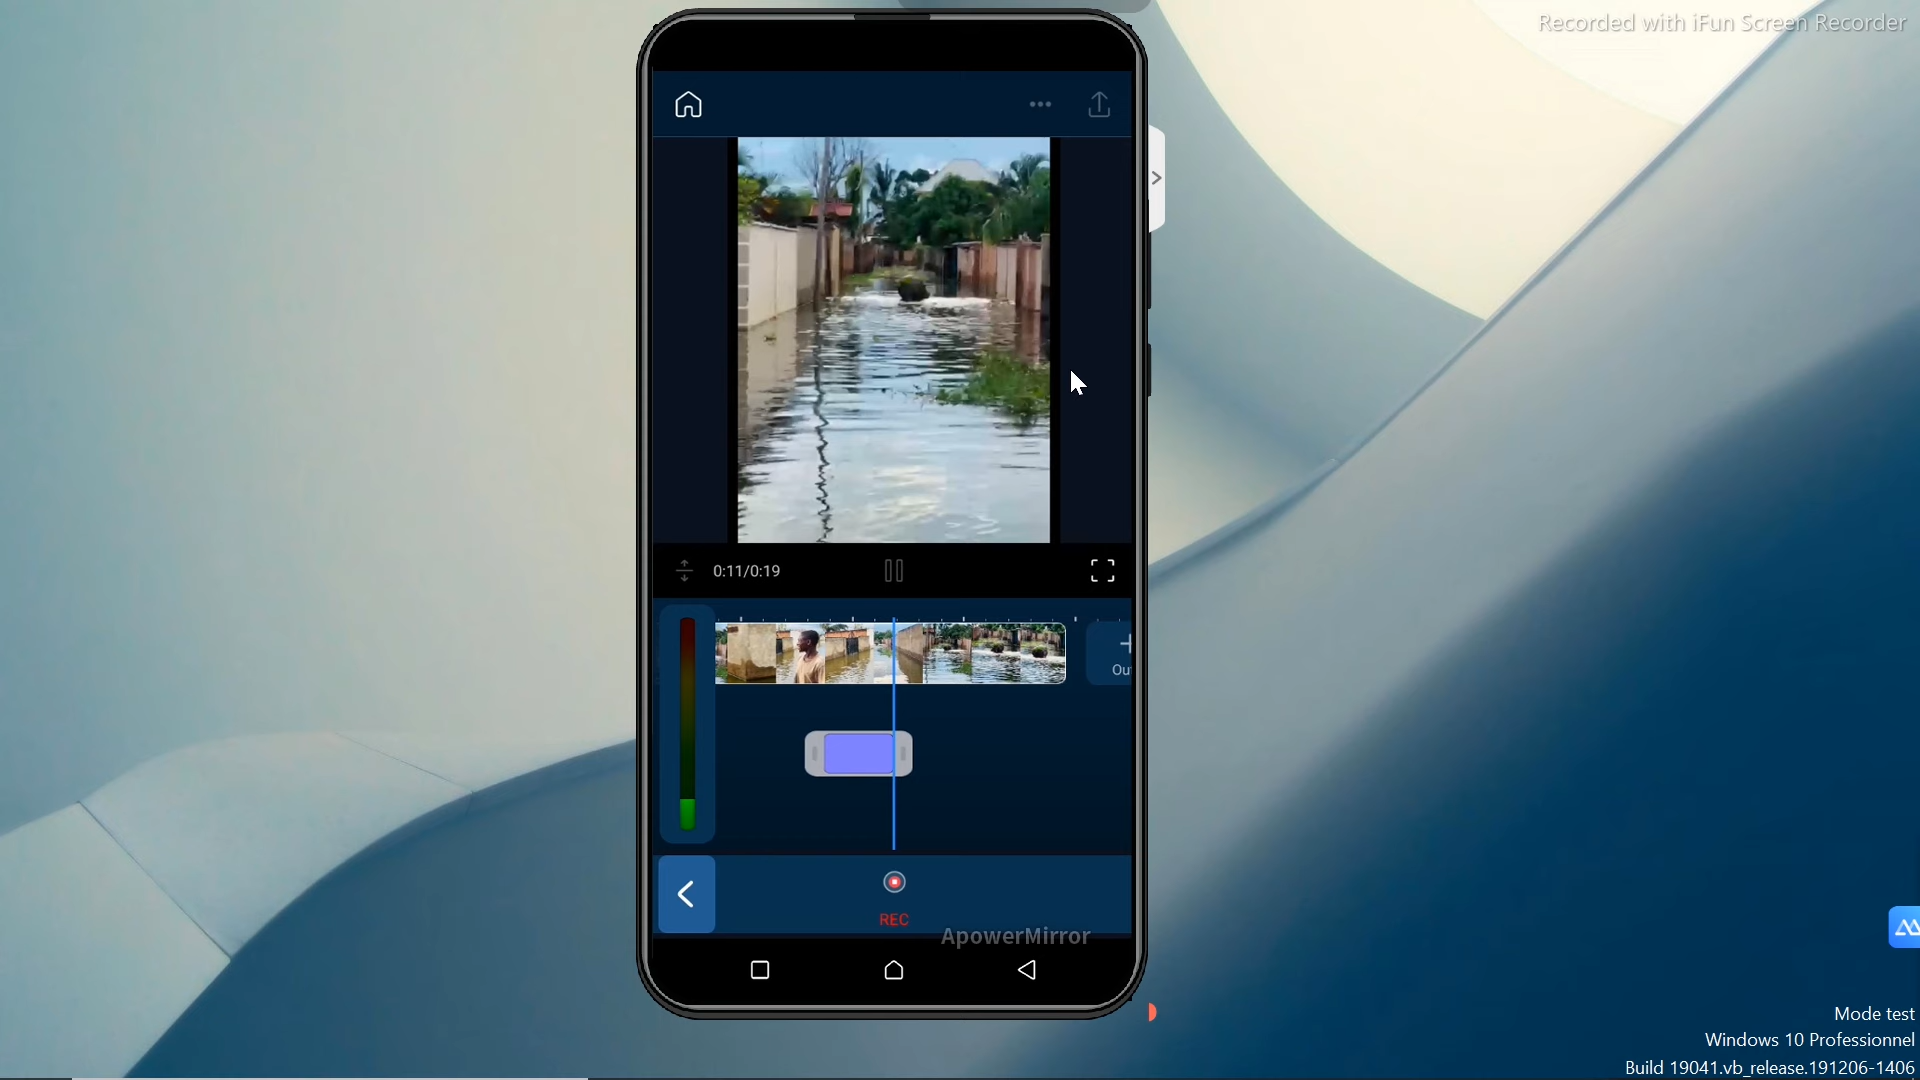 Recorded with iFun Screen Recorder
0:11/0:19
Ou
REC
ApowerMirror
Mode test
Windows 10 Professionnel
Build 19041.vb_release.191206-1406